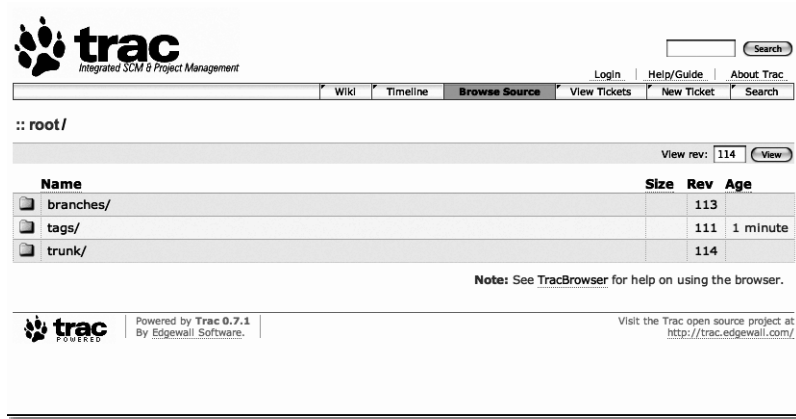 trac
Integrated SCM & Project Management
Search
Login Help/Guide About Trac
Wiki Timeline Browse Source View Tickets New Ticket Search
:: root/
View rev: 114 View
Name Size Rev Age
branches/ 113
tags/ 111 1 minute
trunk/ 114
Note: See TracBrowser for help on using the browser.
trac
POWERED
Powered by Trac 0.7.1
By Edgewall Software.
Visit the Trac open source project at
http://trac.edgewall.com/